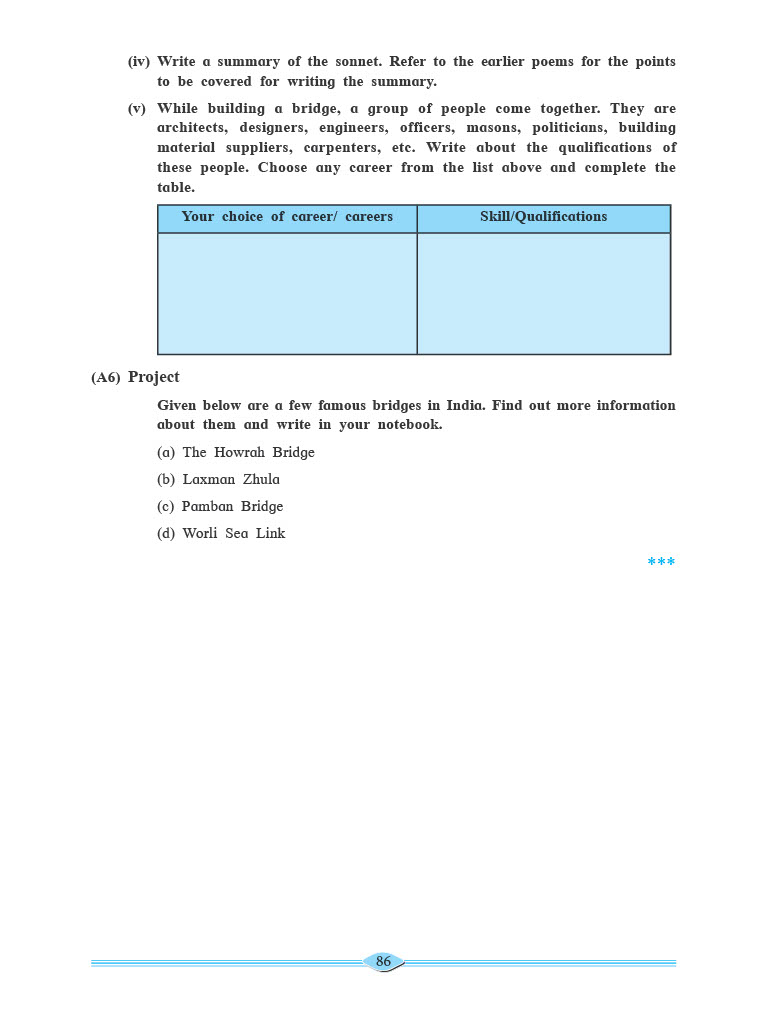 (iv) Write a summary of the sonnet. Refer to the earlier poems for the points
to be covered for writing the summary.
(v) While building a bridge, a group of people come together. They are
architects, designers, engineers, officers, masons, politicians, building
material suppliers, carpenters, etc. Write about the qualifications of
these people. Choose any career from the list above and complete the
table.
Your choice of career/ careers Skill/Qualifications
(A6) Project
Given below are a few famous bridges in India. Find out more information
about them and write in your notebook.
(a) The Howrah Bridge
(b) Laxman Zhula
(c) Pamban Bridge
(d) Worli Sea Link
***
86